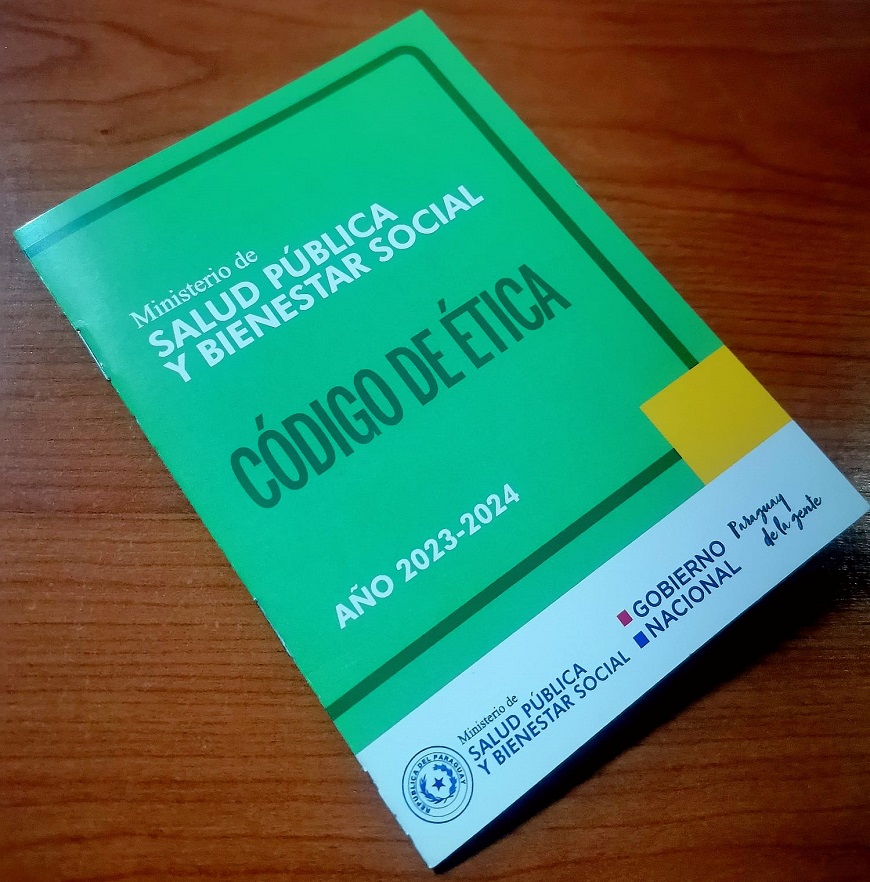 Ministerio de
SALUD PÚBLICA
Y BIENESTAR SOCIAL
CÓDIGO DE ÉTICA
AÑO 2023-2024
REPÚBLICA DEL PARAGUAY
Ministerio de
SALUD PÚBLICA
Y BIENESTAR SOCIAL
GOBIERNO
NACIONAL
Paraguay
de la gente